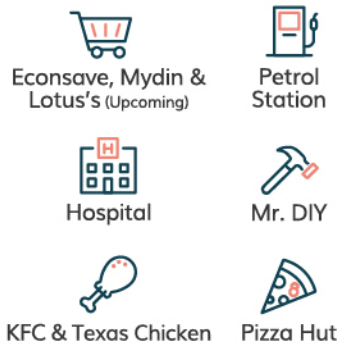 Econsave, Mydin &
Lotus's (Upcoming)
Petrol
Station
H
Hospital
Mr. DIY
KFC & Texas Chicken
Pizza Hut